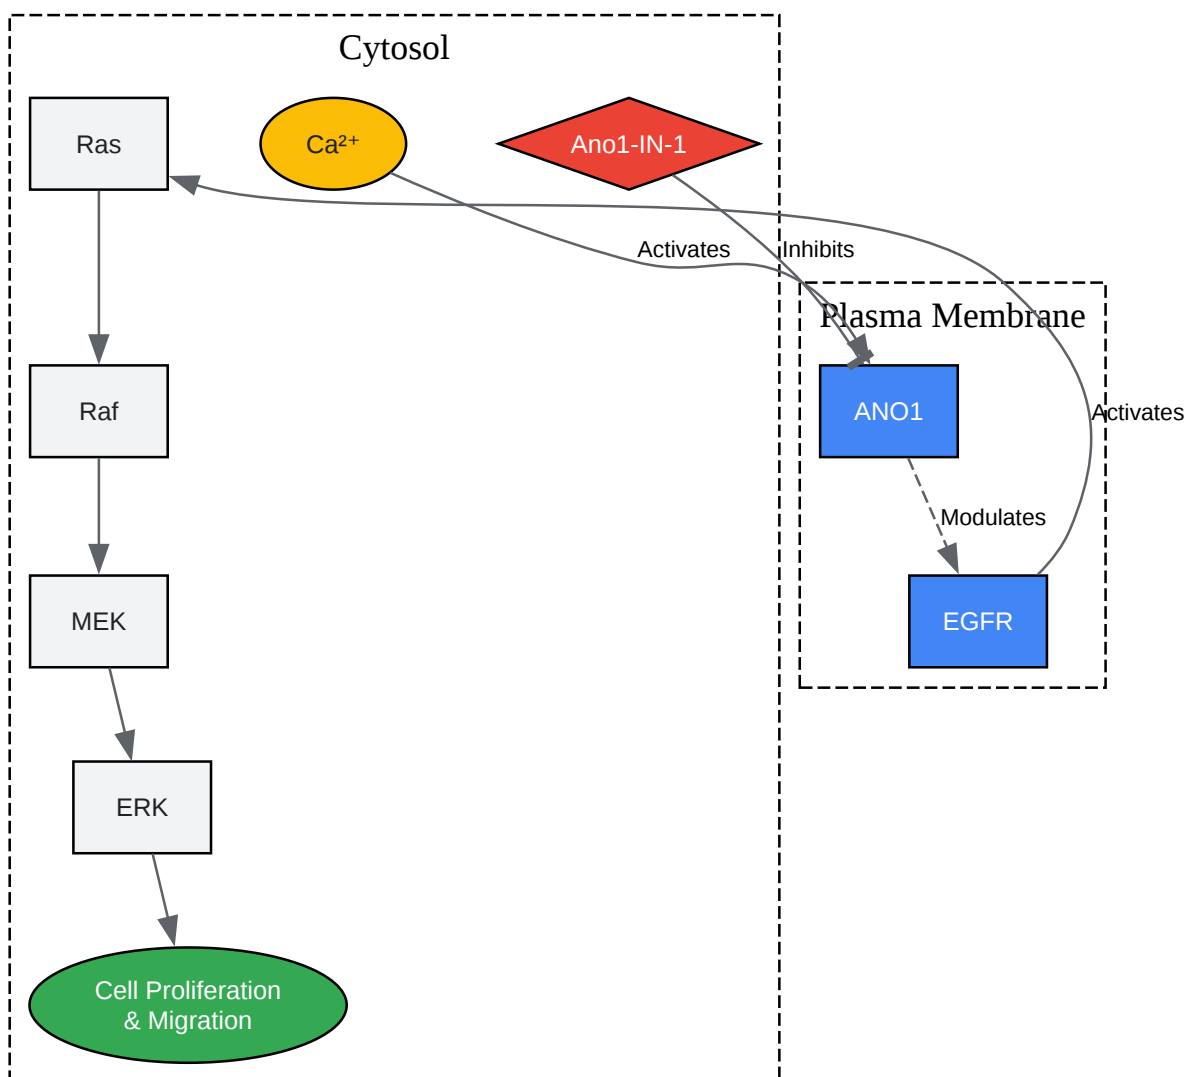 Cytosol
Ras
Ca²⁺
Ano1-IN-1
Activates
Inhibits
Plasma Membrane
Raf
ANO1
Activates
Modulates
MEK
EGFR
ERK
Cell Proliferation
& Migration